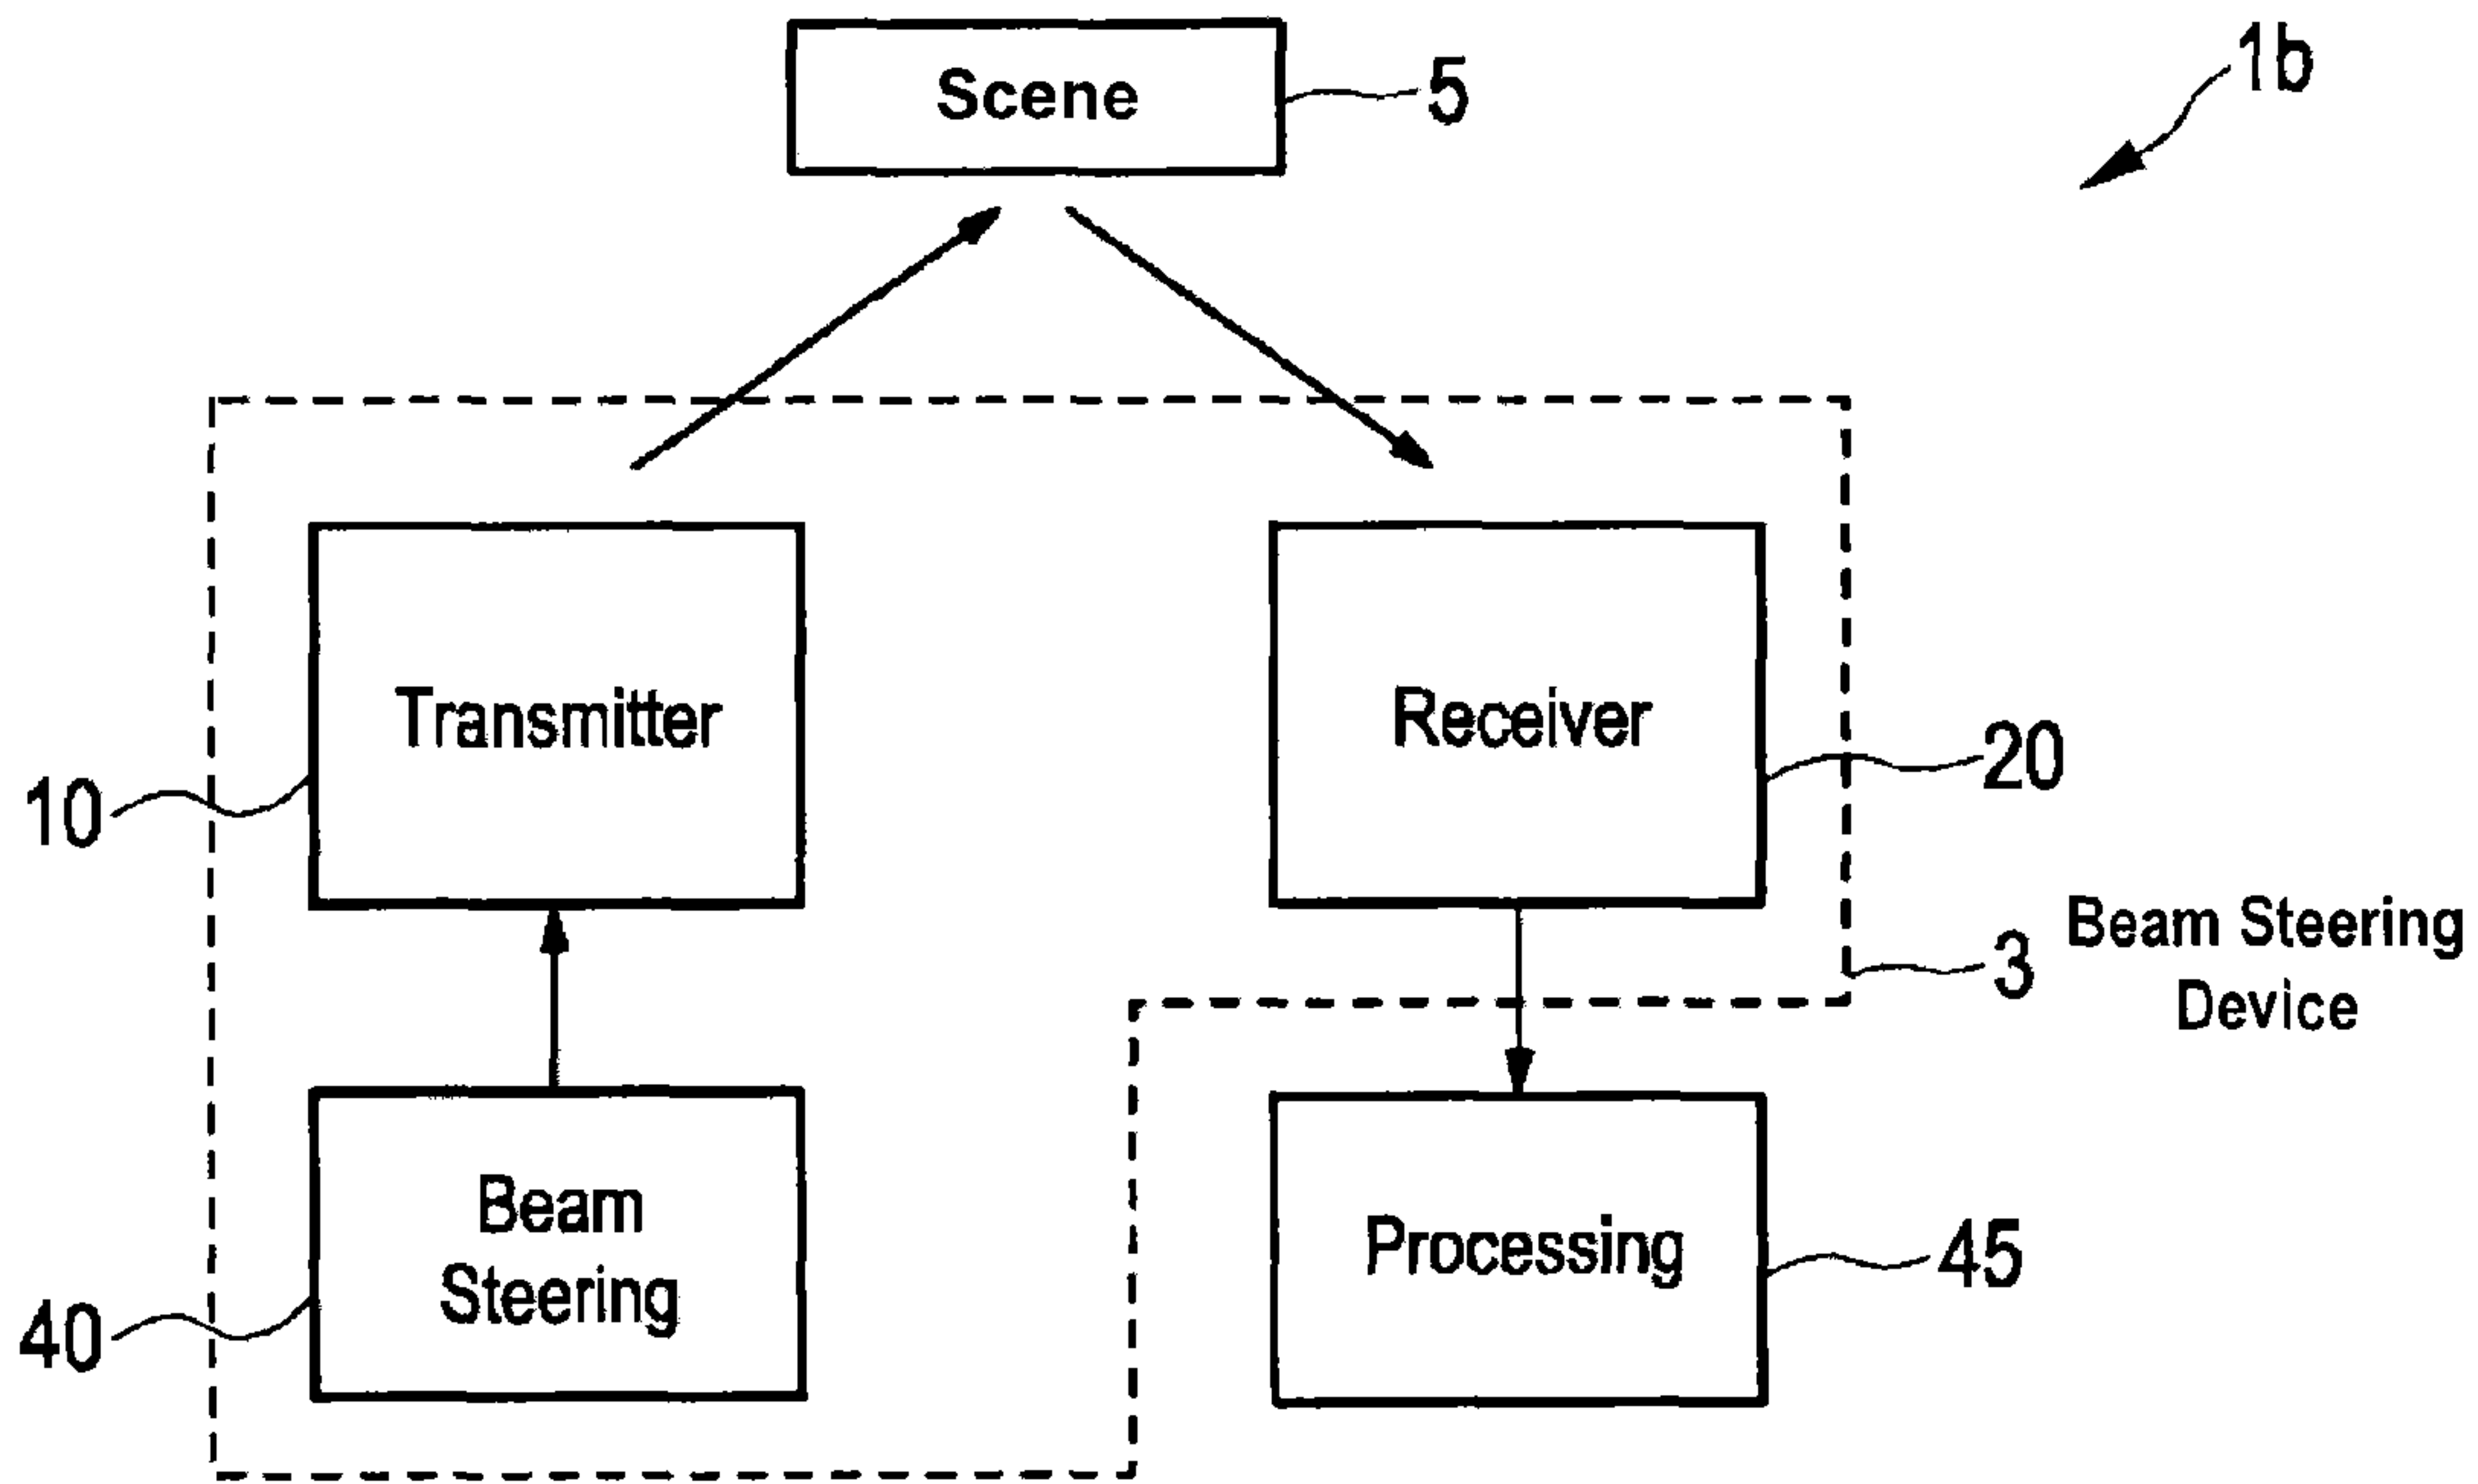 1b
Scene
5
Transmitter
Receiver
10
20
Beam Steering
Device
3
Beam
Steering
Processing
40
45